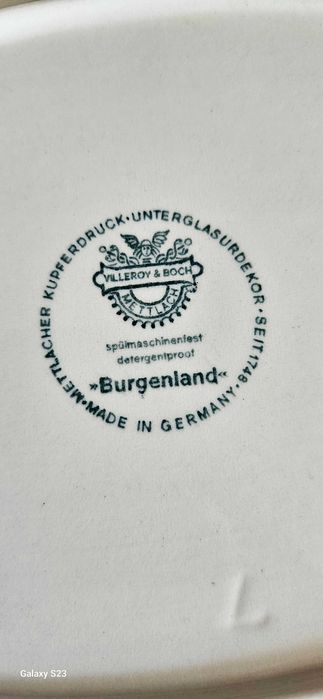 METTLACHER KUPFERDRUCK · UNTERGLASURDEKOR · SEIT 1748 ·
VILLEROY & BOCH
METTLACH
spülmaschinenfest
detergentproof
»Burgenland«
MADE IN GERMANY
L
Galaxy S23